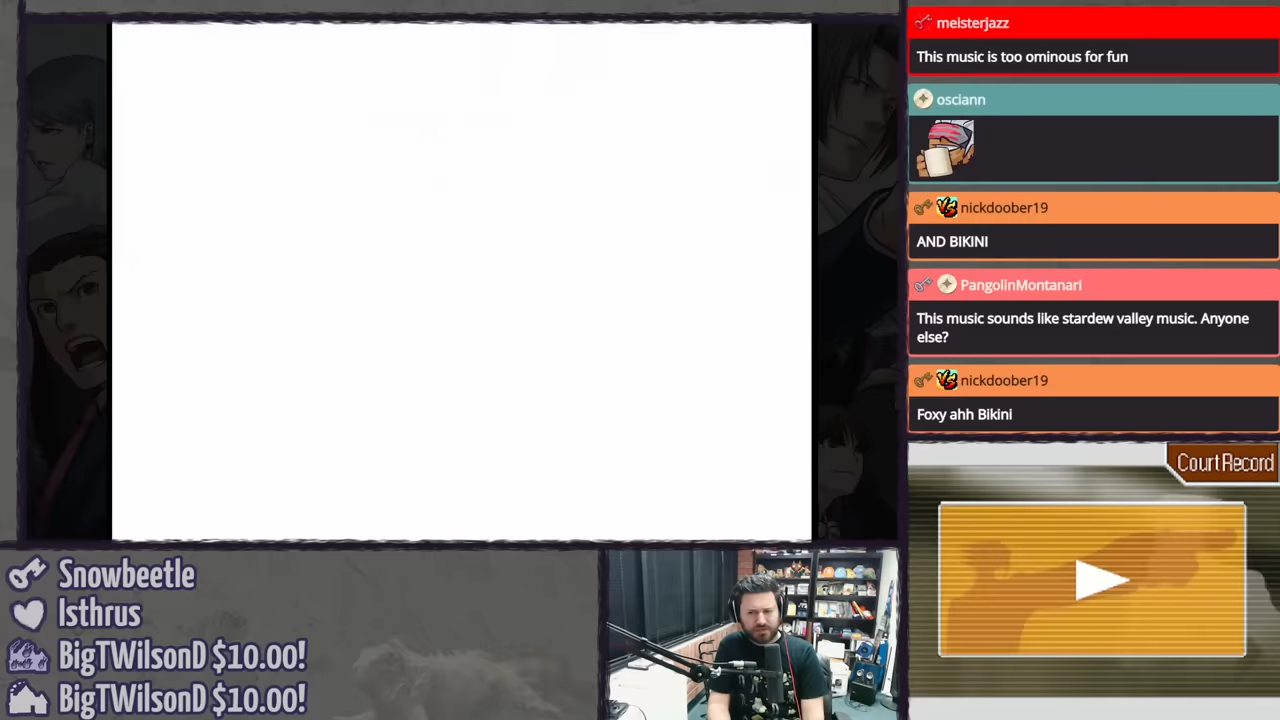 meisterjazz
This music is too ominous for fun
osciann
nickdoober19
AND BIKINI
PangolinMontanari
This music sounds like stardew valley music. Anyone
else?
nickdoober19
Foxy ahh Bikini
Court Record
Snowbeetle
Isthrus
BigTWilsonD $10.00!
BigTWilsonD $10.00!